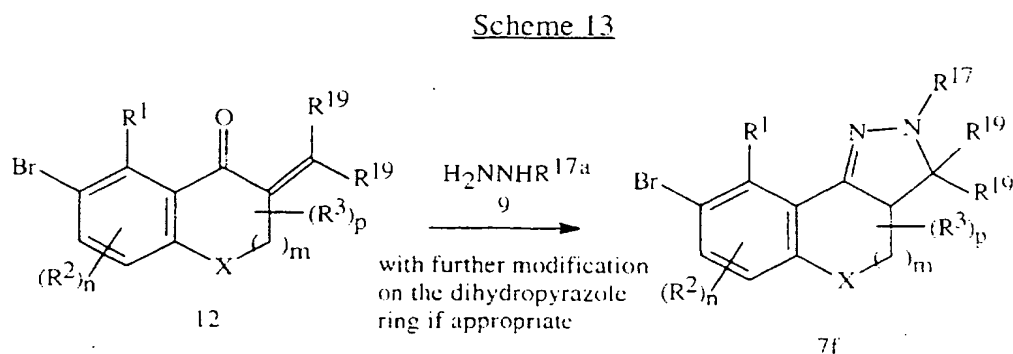 Scheme 13
O
R¹
R¹⁹
Br
R¹⁹
(R³)p
( )m
X
(R²)n
12
H₂NNHR¹⁷ᵃ
9
with further modification
on the dihydropyrazole
ring if appropriate
R¹⁷
N N
R¹
R¹⁹
R¹⁹
Br
(R³)p
( )m
X
(R²)n
7f